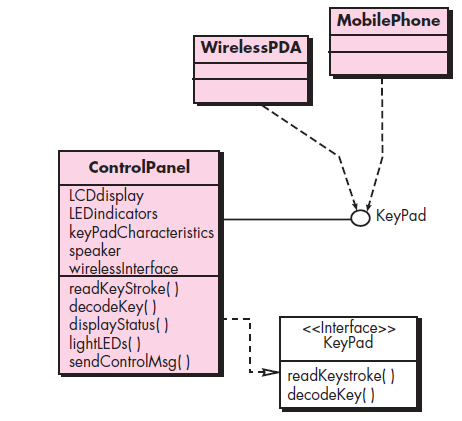 MobilePhone
WirelessPDA
ControlPanel
LCDdisplay
LEDindicators
keyPadCharacteristics
speaker
wirelessInterface
readKeyStroke( )
decodeKey( )
displayStatus( )
lightLEDs( )
sendControlMsg( )
KeyPad
<<Interface>>
KeyPad
readKeystroke( )
decodeKey( )